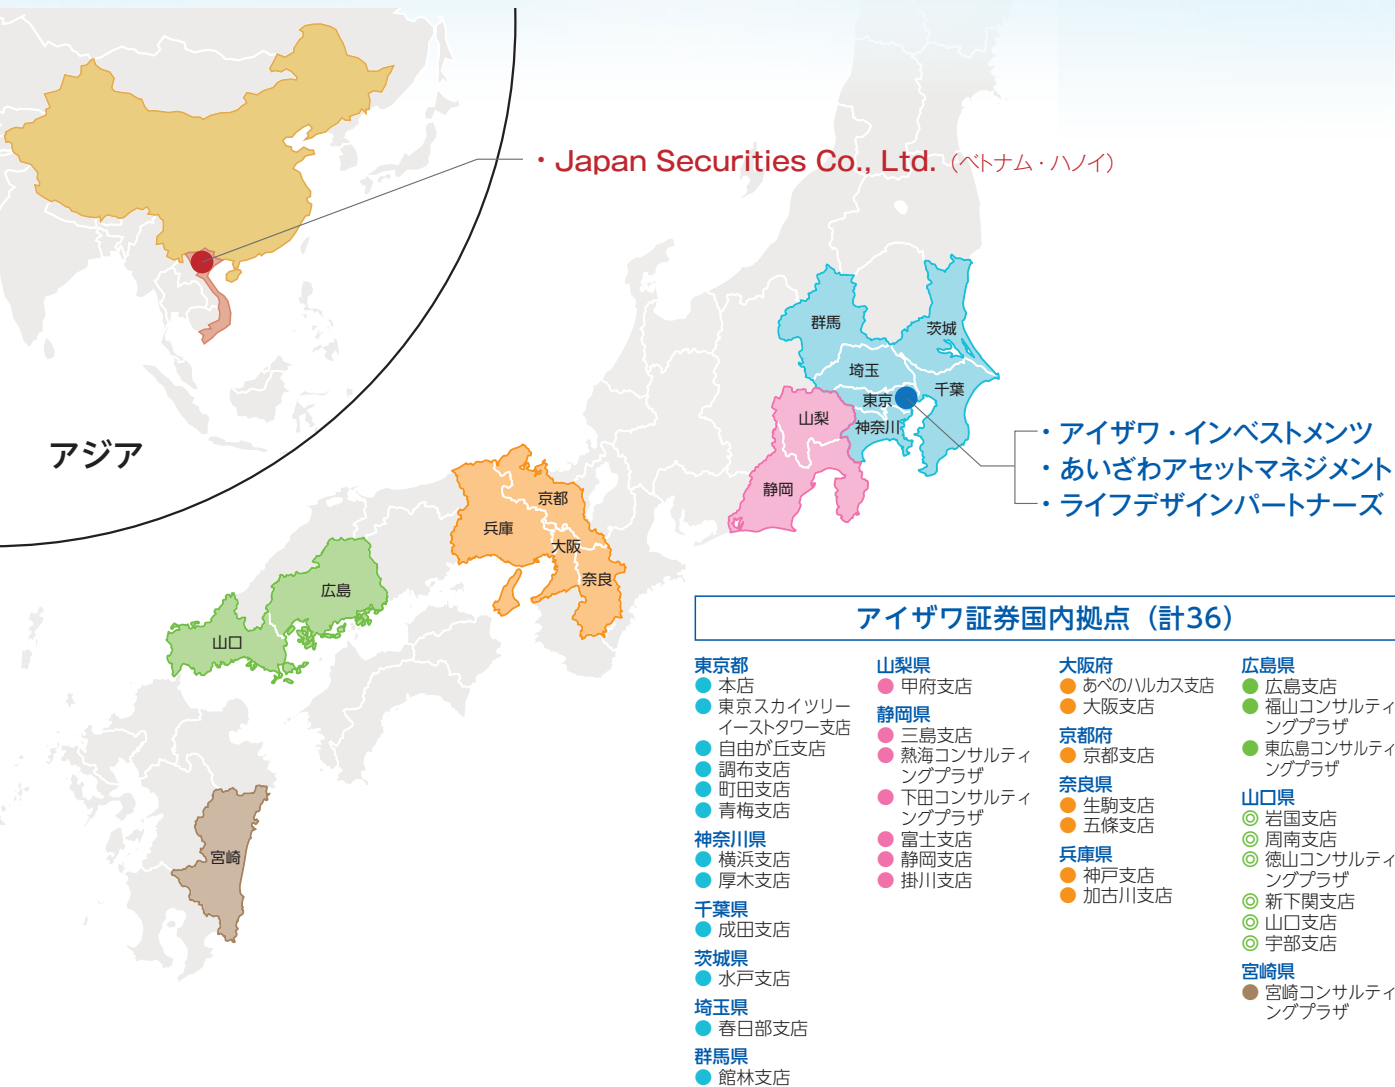 ・Japan Securities Co., Ltd.（ベトナム・ハノイ）
アジア
群馬
茨城
埼玉
千葉
東京
山梨
神奈川
静岡
京都
兵庫
大阪
奈良
広島
山口
宮崎
・アイザワ・インベストメンツ
・あいざわアセットマネジメント
・ライフデザインパートナーズ
アイザワ証券国内拠点（計36）
東京都
● 本店
● 東京スカイツリー
イーストタワー支店
● 自由が丘支店
● 調布支店
● 町田支店
● 青梅支店
神奈川県
● 横浜支店
● 厚木支店
千葉県
● 成田支店
茨城県
● 水戸支店
埼玉県
● 春日部支店
群馬県
● 館林支店
山梨県
● 甲府支店
静岡県
● 三島支店
● 熱海コンサルティ
ングプラザ
● 下田コンサルティ
ングプラザ
● 富士支店
● 静岡支店
● 掛川支店
大阪府
● あべのハルカス支店
● 大阪支店
京都府
● 京都支店
奈良県
● 生駒支店
● 五條支店
兵庫県
● 神戸支店
● 加古川支店
広島県
● 広島支店
● 福山コンサルティ
ングプラザ
● 東広島コンサルティ
ングプラザ
山口県
◎ 岩国支店
◎ 周南支店
◎ 徳山コンサルティ
ングプラザ
◎ 新下関支店
◎ 山口支店
◎ 宇部支店
宮崎県
● 宮崎コンサルティ
ングプラザ